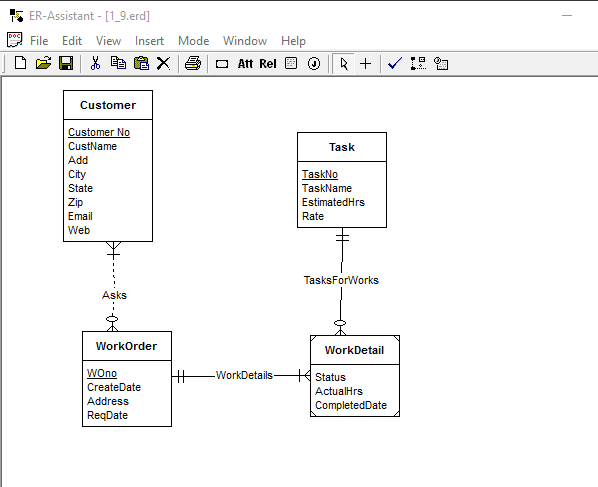 ER-Assistant - [1_9.erd]
DOC File Edit View Insert Mode Window Help
Att Rel J
Customer
Customer No
CustName
Add
City
State
Zip
Email
Web
Task
TaskNo
TaskName
EstimatedHrs
Rate
Asks
TasksForWorks
WorkOrder
WOno
CreateDate
Address
ReqDate
WorkDetails
WorkDetail
Status
ActualHrs
CompletedDate